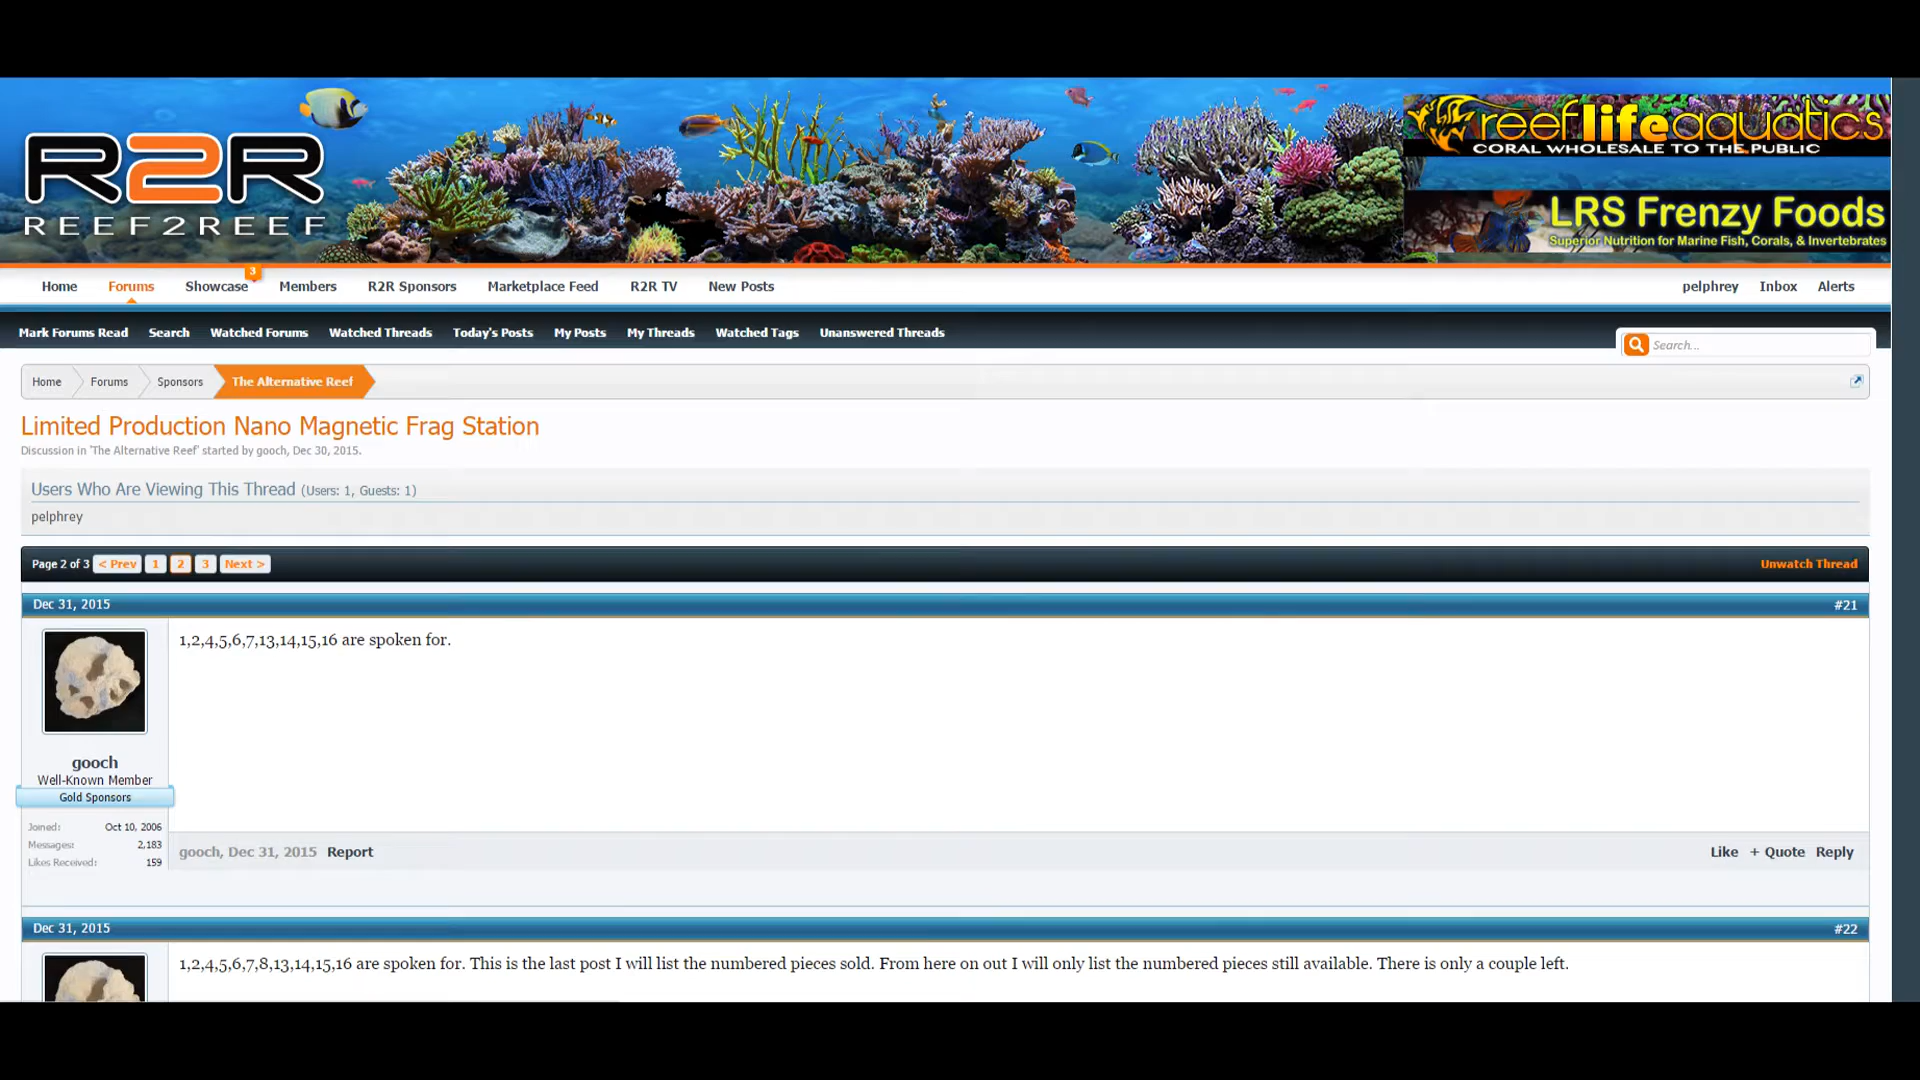 R2R
REEF2REEF
reeflifeaquatics
CORAL WHOLESALE TO THE PUBLIC
LRS Frenzy Foods
Superior Nutrition for Marine Fish, Corals, & Invertebrates
3
Home Forums Showcase Members R2R Sponsors Marketplace Feed R2R TV New Posts pelphrey Inbox Alerts
Mark Forums Read Search Watched Forums Watched Threads Today's Posts My Posts My Threads Watched Tags Unanswered Threads
Search...
Home Forums Sponsors The Alternative Reef
Limited Production Nano Magnetic Frag Station
Discussion in 'The Alternative Reef' started by gooch, Dec 30, 2015.
Users Who Are Viewing This Thread (Users: 1, Guests: 1)
pelphrey
Page 2 of 3 < Prev 1 2 3 Next > Unwatch Thread
Dec 31, 2015 #21
1,2,4,5,6,7,13,14,15,16 are spoken for.
gooch
Well-Known Member
Gold Sponsors
Joined: Oct 10, 2006
Messages: 2,183
Likes Received: 159
gooch, Dec 31, 2015 Report Like + Quote Reply
Dec 31, 2015 #22
1,2,4,5,6,7,8,13,14,15,16 are spoken for. This is the last post I will list the numbered pieces sold. From here on out I will only list the numbered pieces still available. There is only a couple left.